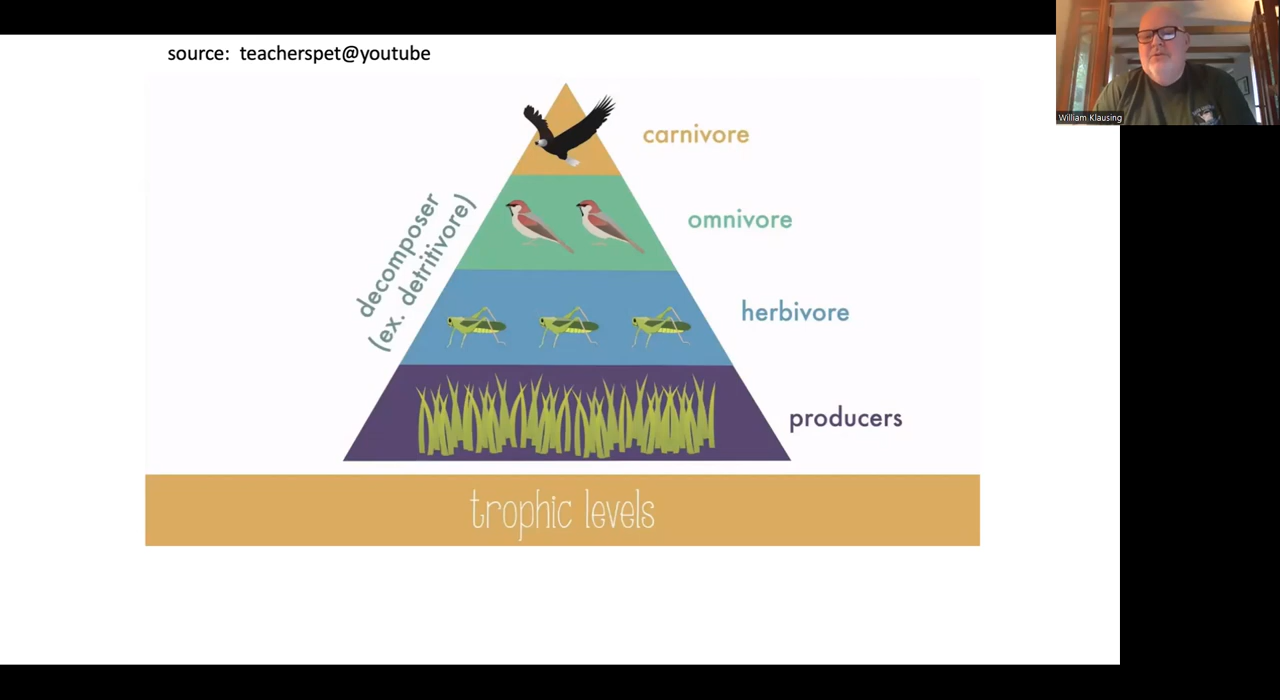 source:  teacherspet@youtube
William Klausing
carnivore
omnivore
decomposer
(ex. detritivore)
herbivore
producers
trophic levels